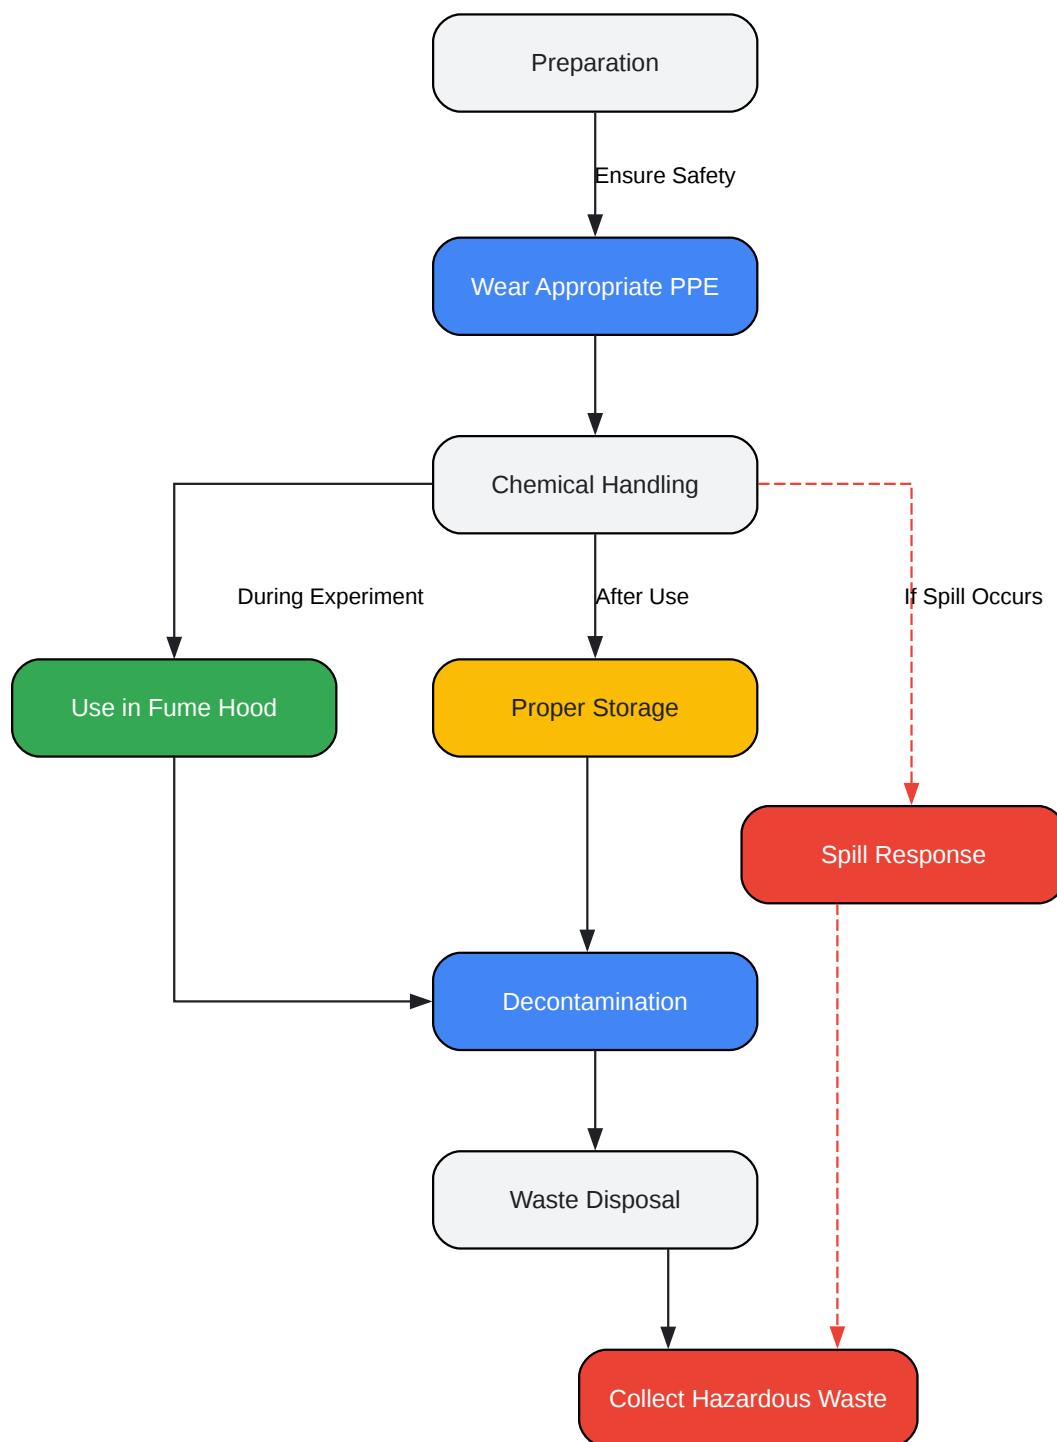 Preparation
Ensure Safety
Wear Appropriate PPE
Chemical Handling
During Experiment
After Use
If Spill Occurs
Use in Fume Hood
Proper Storage
Spill Response
Decontamination
Waste Disposal
Collect Hazardous Waste